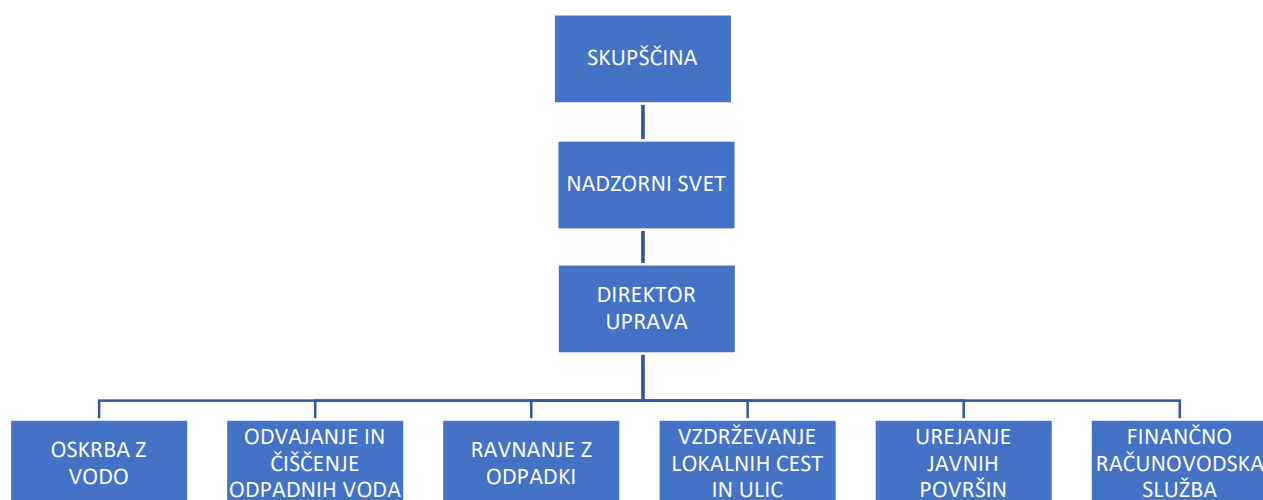 SKUPŠČINA
NADZORNI SVET
DIREKTOR
UPRAVA
OSKRBA Z
VODO
ODVAJANJE IN
ČIŠČENJE
ODPADNIH VODA
RAVNANJE Z
ODPADKI
VZDRŽEVANJE
LOKALNIH CEST
IN ULIC
UREJANJE
JAVNIH
POVRŠIN
FINANČNO
RAČUNOVODSKA
SLUŽBA